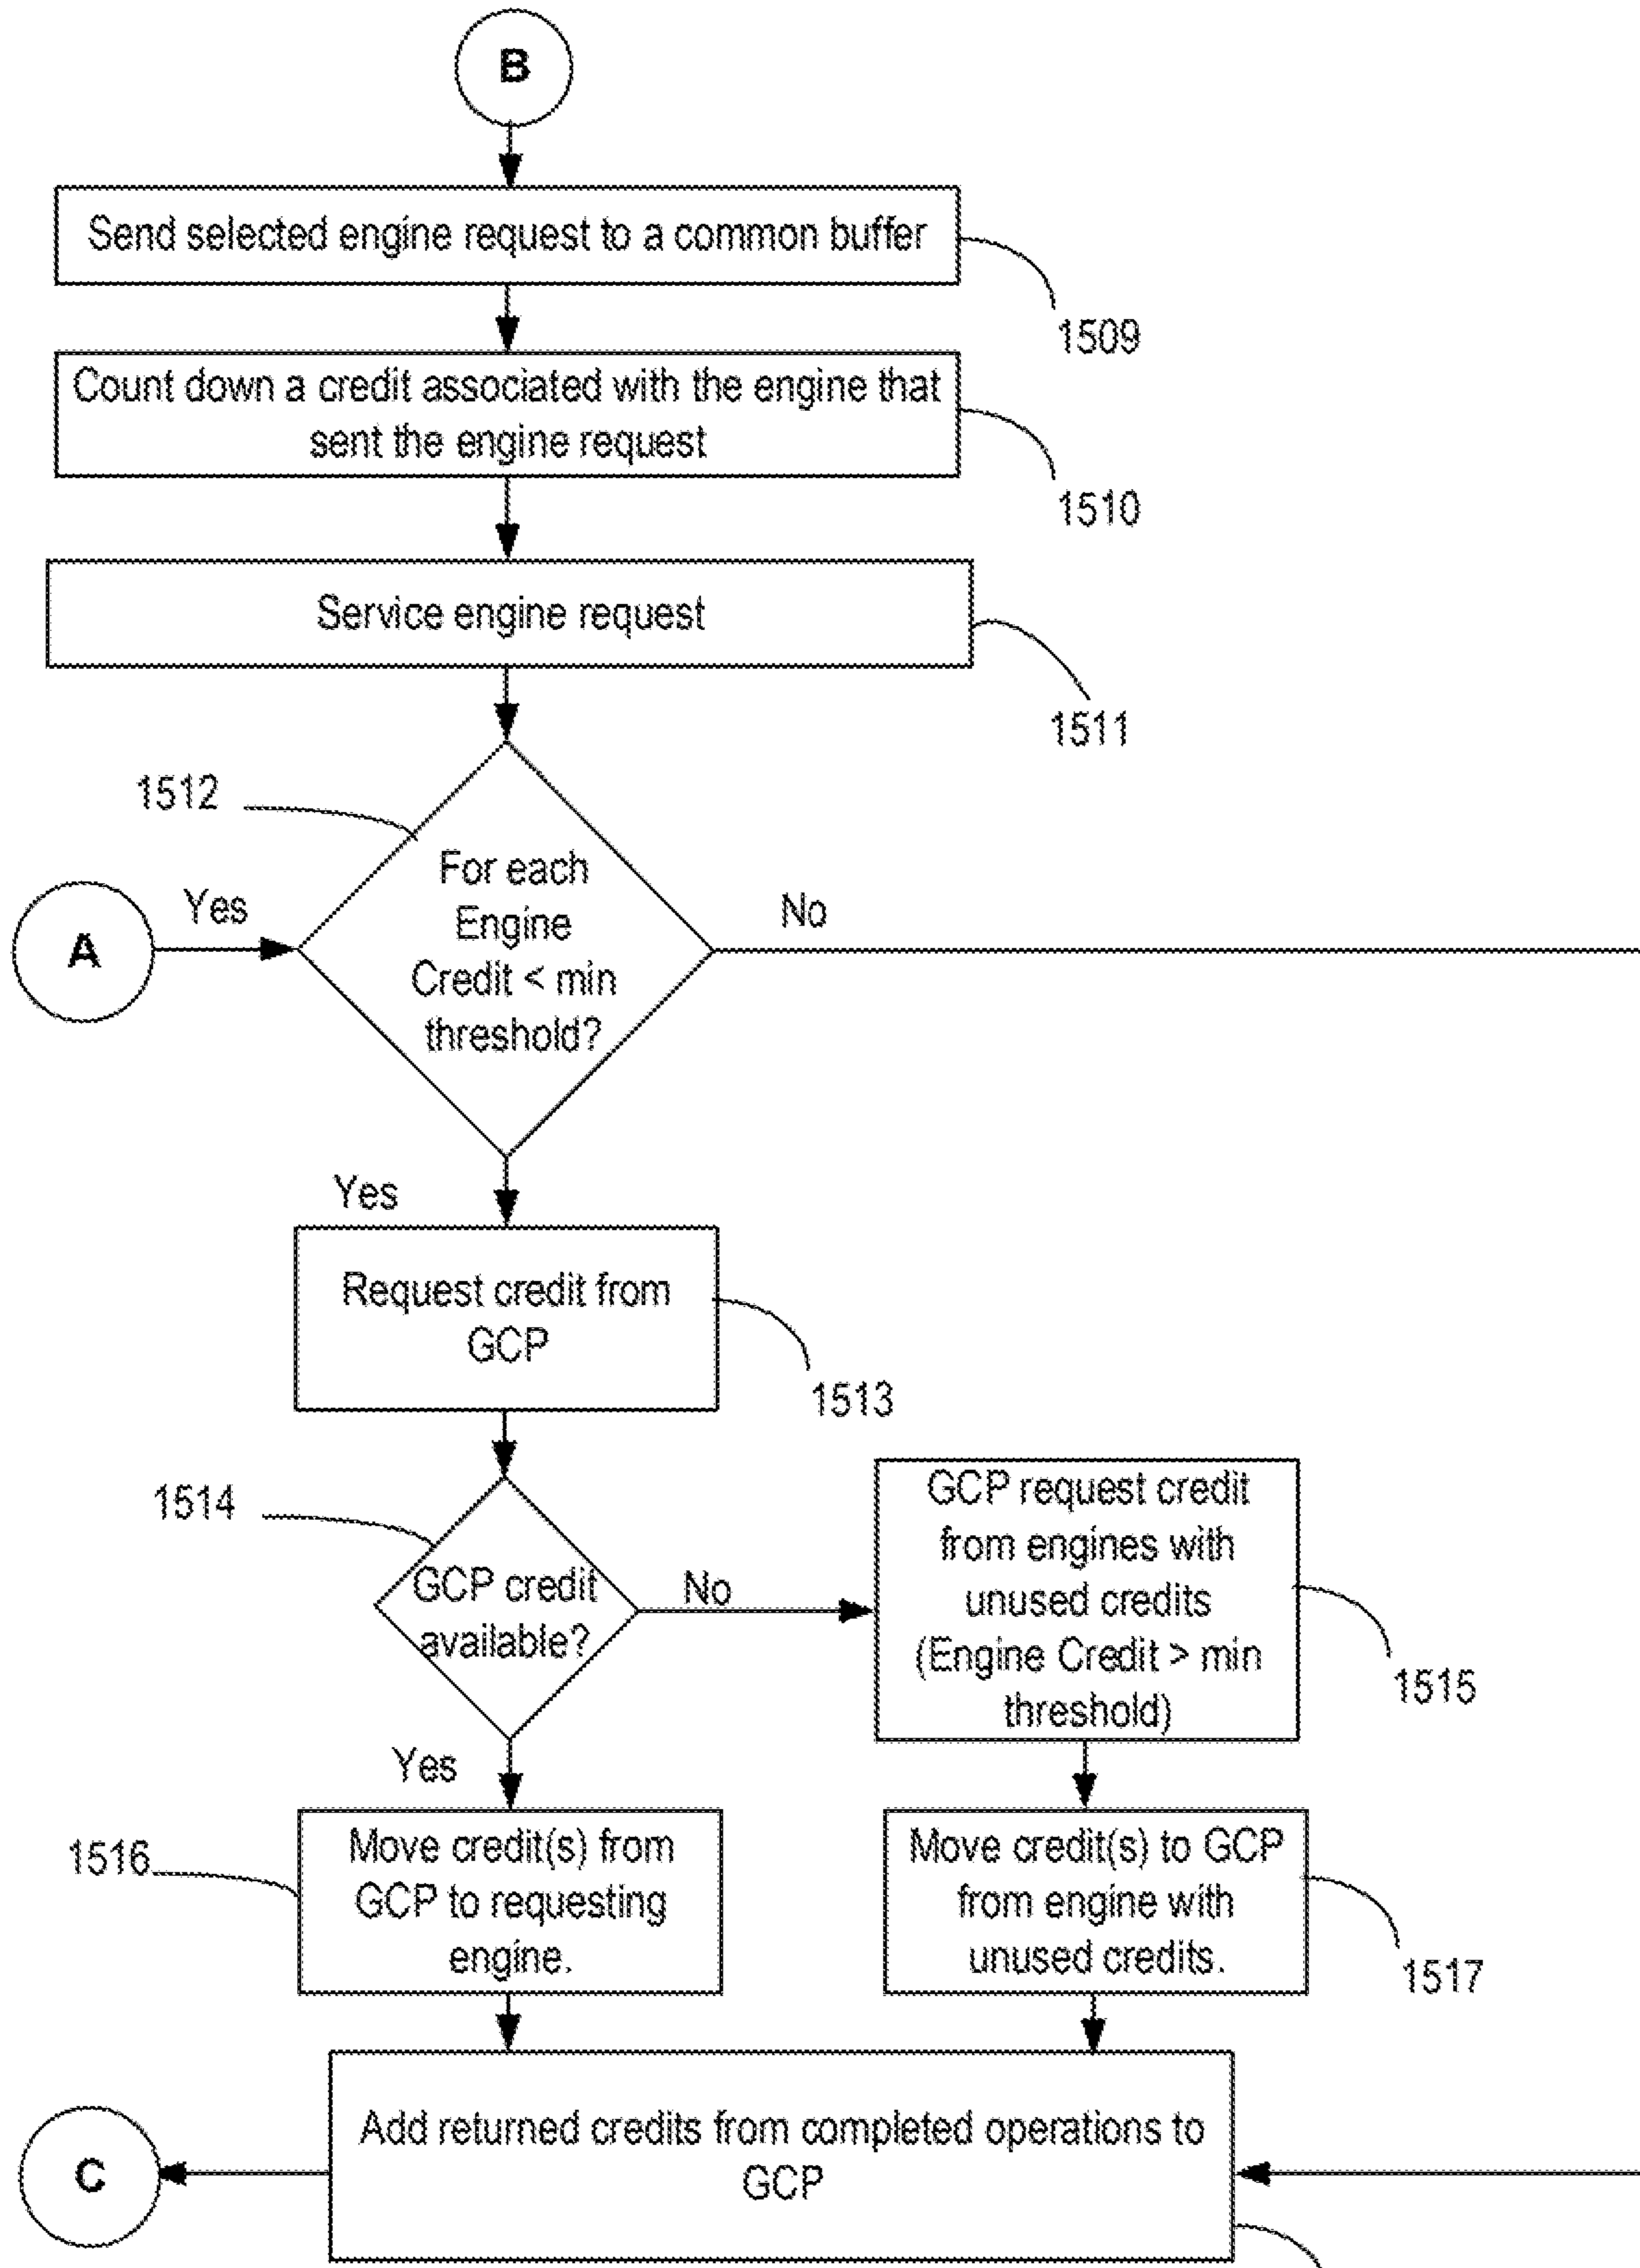 B
Send selected engine request to a common buffer
1509
Count down a credit associated with the engine that
sent the engine request
1510
Service engine request
1511
1512
For each
Engine
Credit < min
threshold?
A
Yes
No
Yes
Request credit from
GCP
1513
1514
GCP credit
available?
No
GCP request credit
from engines with
unused credits
(Engine Credit > min
threshold)
1515
Yes
1516
Move credit(s) from
GCP to requesting
engine.
Move credit(s) to GCP
from engine with
unused credits.
1517
Add returned credits from completed operations to
GCP
C